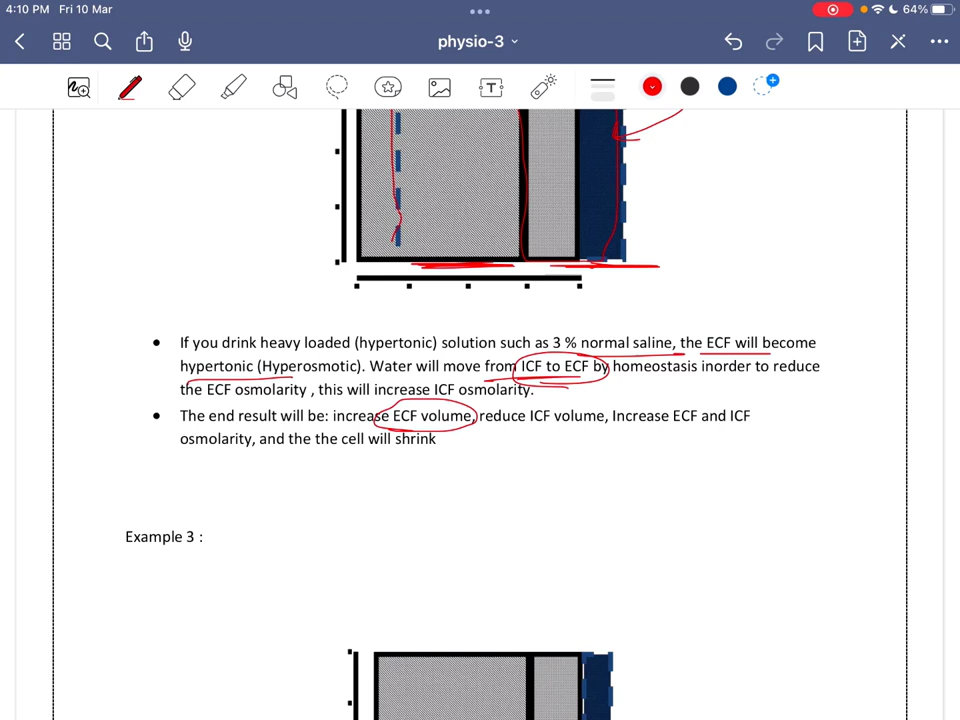 4:10 PM Fri 10 Mar 64%
physio-3
If you drink heavy loaded (hypertonic) solution such as 3 % normal saline, the ECF will become
hypertonic (Hyperosmotic). Water will move from ICF to ECF by homeostasis inorder to reduce
the ECF osmolarity , this will increase ICF osmolarity.
The end result will be: increase ECF volume, reduce ICF volume, Increase ECF and ICF
osmolarity, and the the cell will shrink
Example 3 :